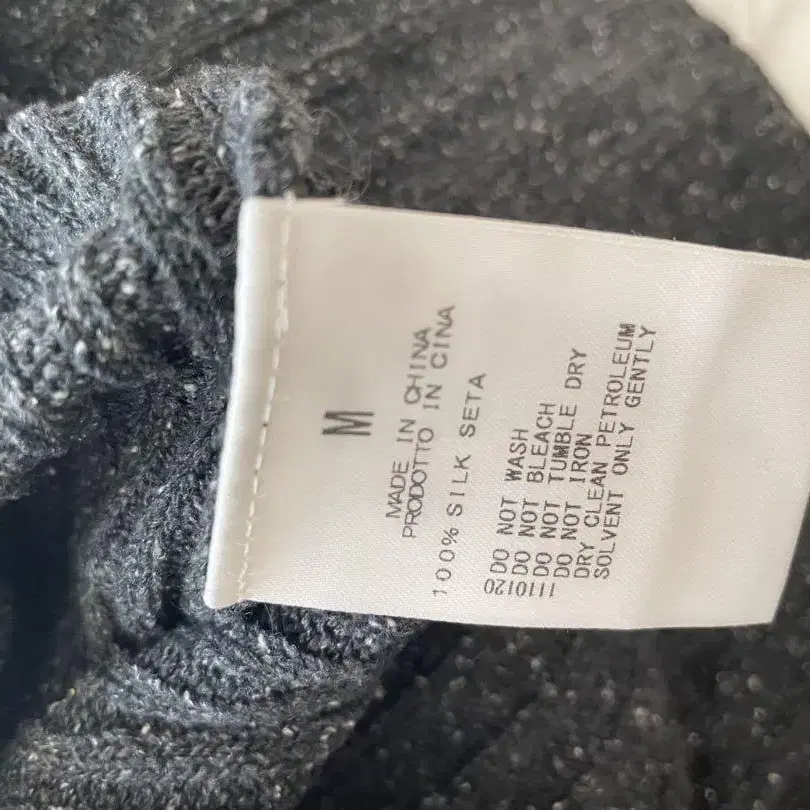 M
MADE IN CHINA
PRODOTTO IN CINA
100% SILK SETA
1110120
DO NOT WASH
DO NOT BLEACH
DO NOT TUMBLE DRY
DO NOT IRON
DRY CLEAN PETROLEUM
SOLVENT ONLY GENTLY